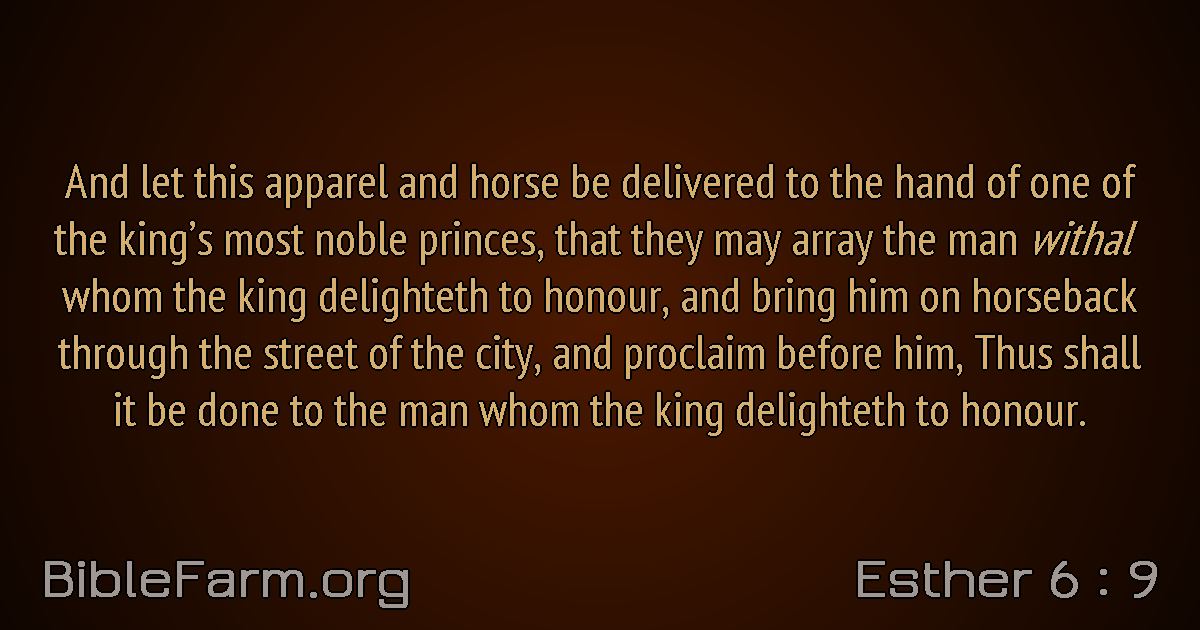 And let this apparel and horse be delivered to the hand of one of
the king’s most noble princes, that they may array the man withal
whom the king delighteth to honour, and bring him on horseback
through the street of the city, and proclaim before him, Thus shall
it be done to the man whom the king delighteth to honour.
BibleFarm.org
Esther 6 : 9